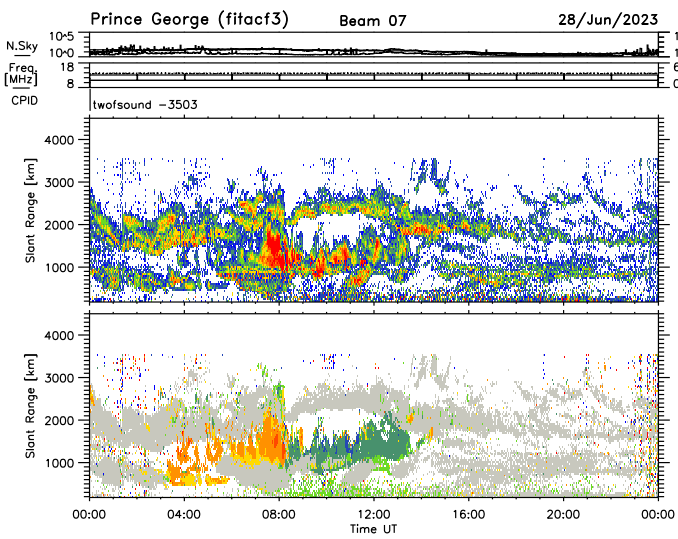 Prince George (fitacf3) Beam 07 28/Jun/2023
10^5
N.Sky
10^0
Freq. 18 6
[MHz] 8 0
CPID
twofsound -3503
4000
3000
2000
1000
Slant Range [km]
4000
3000
2000
1000
Slant Range [km]
00:00 04:00 08:00 12:00 16:00 20:00 00:00
Time UT